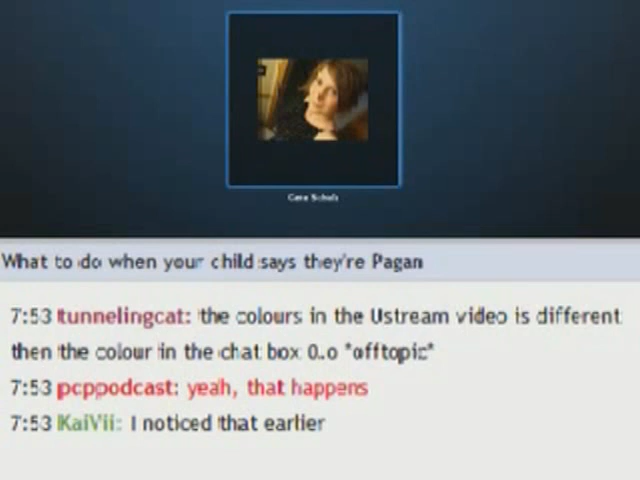 What to do when your child says they're Pagan
7:53 tunnelingcat: the colours in the Ustream video is different
then the colour in the chat box 0.o *offtopic*
7:53 pcppodcast: yeah, that happens
7:53 KaiVii: I noticed that earlier